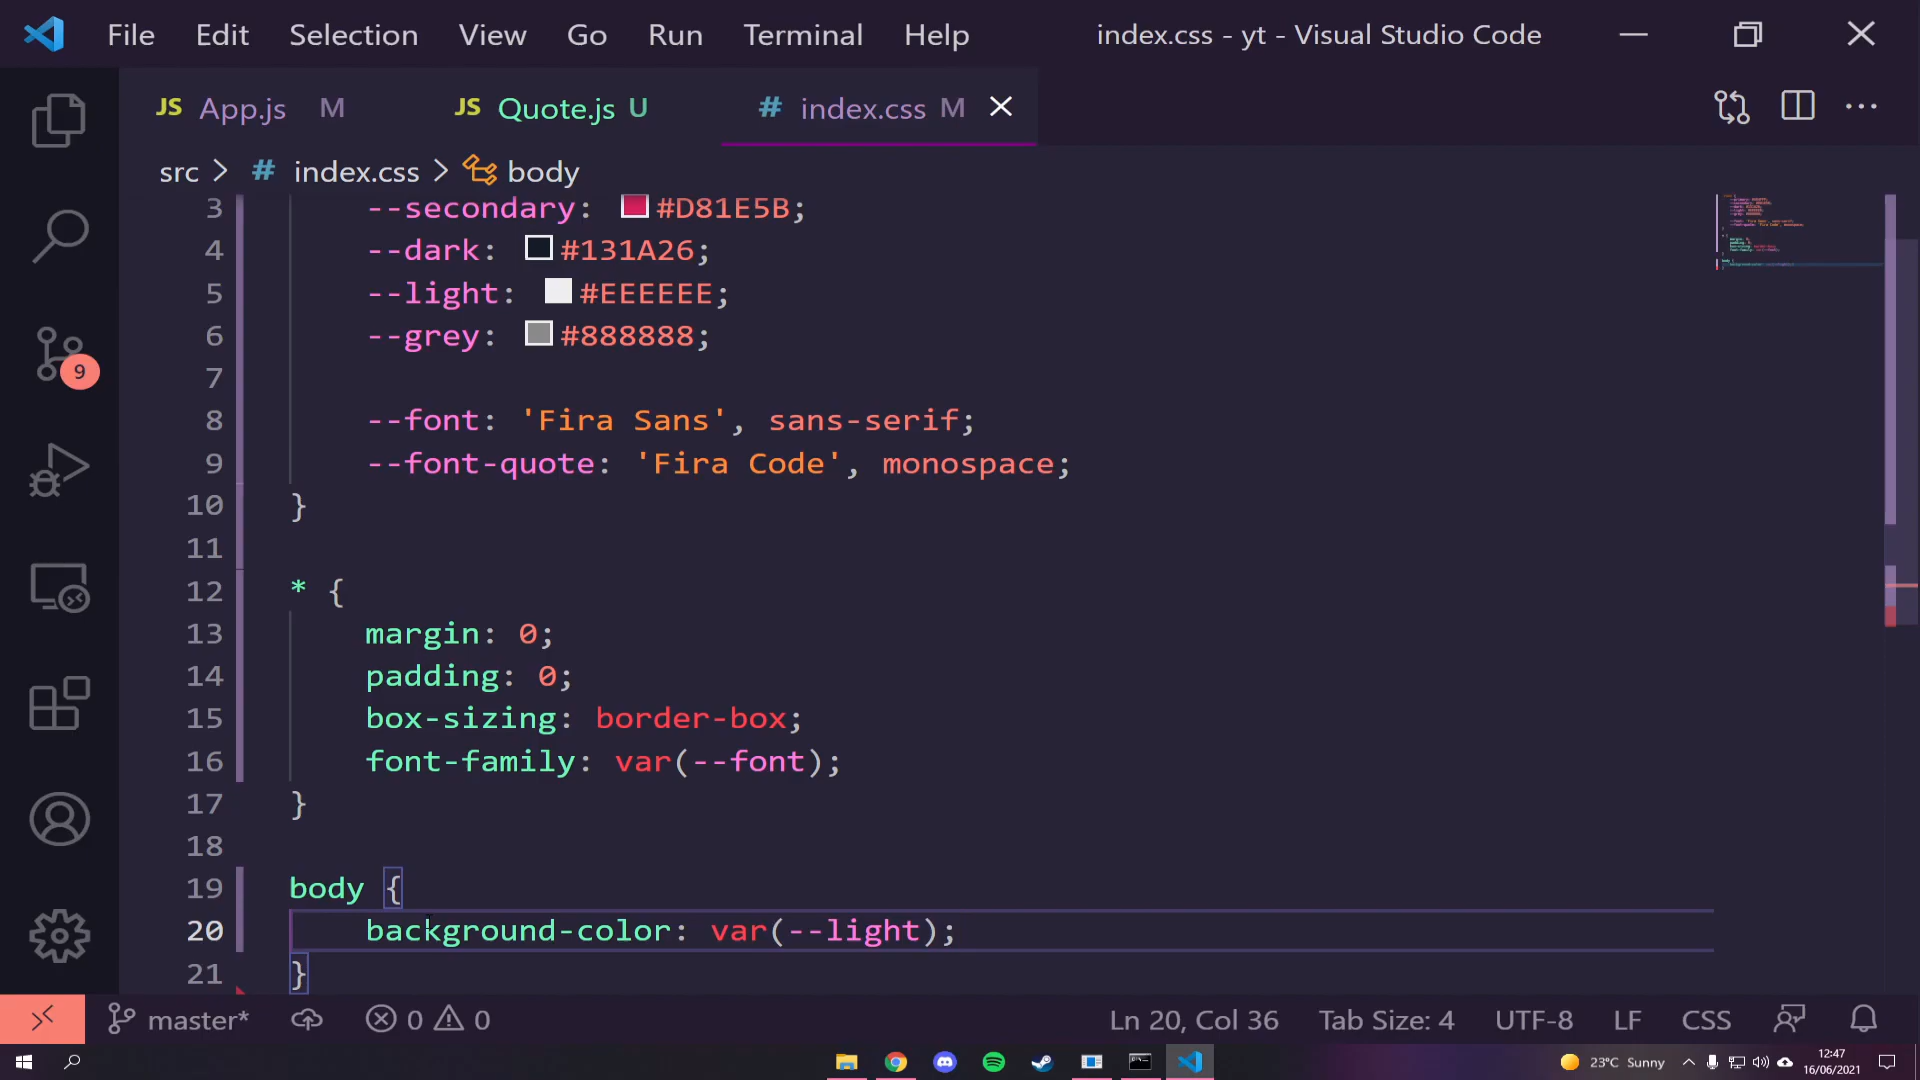 File Edit Selection View Go Run Terminal Help index.css - yt - Visual Studio Code
JS App.js M JS Quote.js U # index.css M
src > # index.css > body
3 --secondary: #D81E5B;
4 --dark: #131A26;
5 --light: #EEEEEE;
6 --grey: #888888;
7
8 --font: 'Fira Sans', sans-serif;
9 --font-quote: 'Fira Code', monospace;
10 }
11
12 * {
13 margin: 0;
14 padding: 0;
15 box-sizing: border-box;
16 font-family: var(--font);
17 }
18
19 body {
20 background-color: var(--light);
21 }
9
master* 0 0 Ln 20, Col 36 Tab Size: 4 UTF-8 LF CSS
23°C Sunny 12:47
16/06/2021